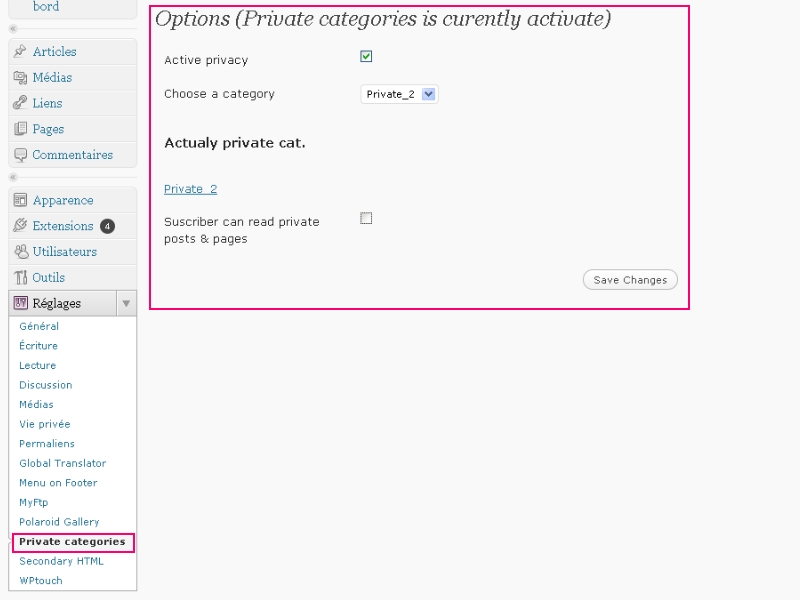 bord
Articles
Médias
Liens
Pages
Commentaires
Apparence
Extensions 4
Utilisateurs
Outils
Réglages
Général
Écriture
Lecture
Discussion
Médias
Vie privée
Permaliens
Global Translator
Menu on Footer
MyFtp
Polaroid Gallery
Private categories
Secondary HTML
WPtouch
Options (Private categories is curently activate)
Active privacy
Choose a category Private_2
Actualy private cat.
Private_2
Suscriber can read private
posts & pages
Save Changes